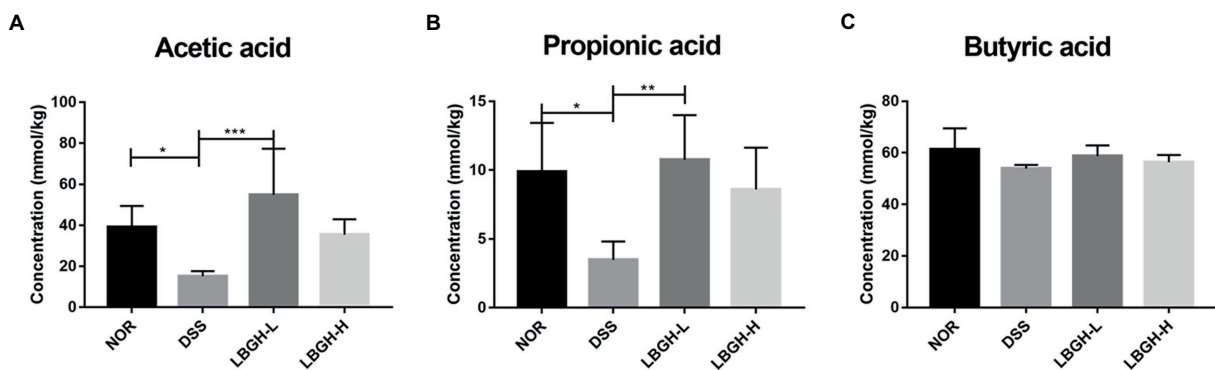 A
Acetic acid
Concentration (mmol/kg)
100
80
60
40
20
0
*
***
NOR
DSS
LBGH-L
LBGH-H
B
Propionic acid
Concentration (mmol/kg)
15
10
5
0
*
**
NOR
DSS
LBGH-L
LBGH-H
C
Butyric acid
Concentration (mmol/kg)
80
60
40
20
0
NOR
DSS
LBGH-L
LBGH-H